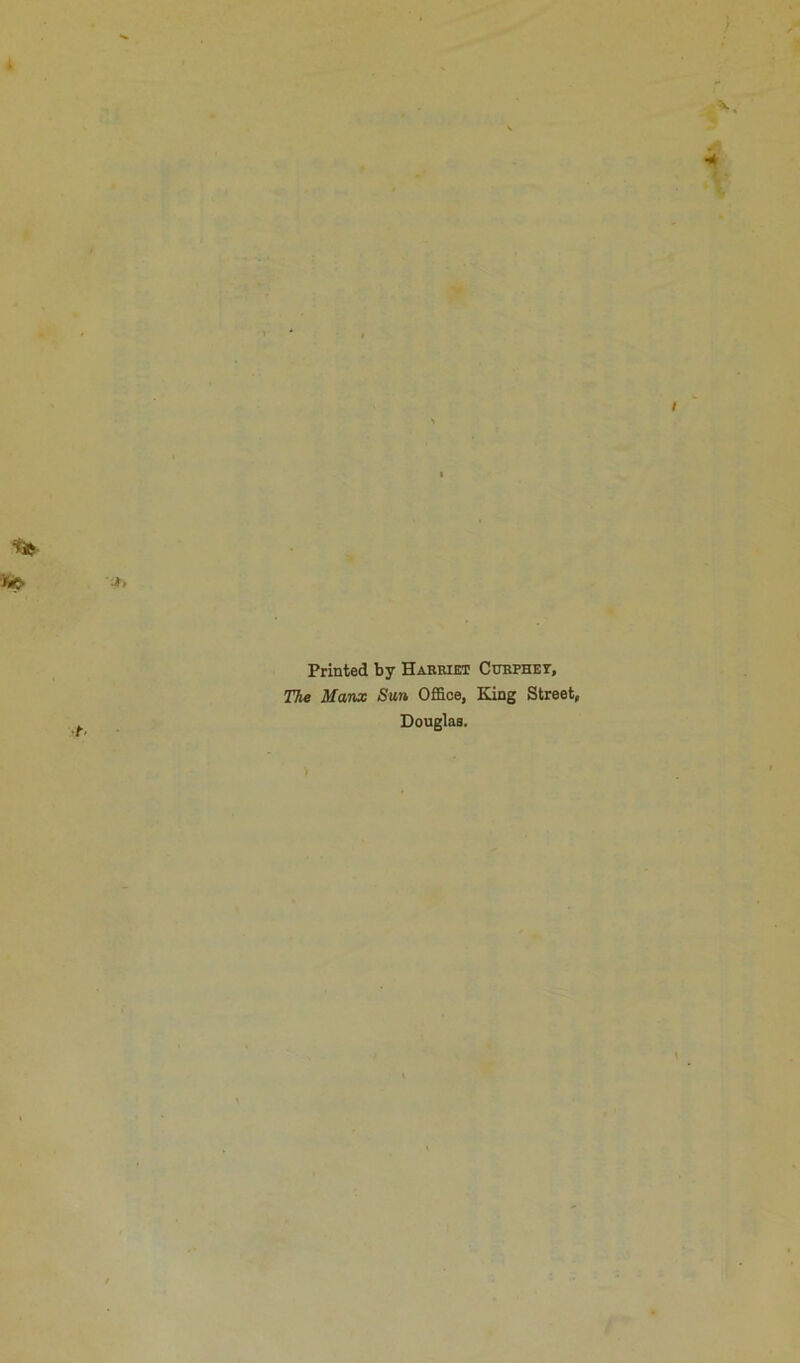 Printed by HARRIET CURPHEY,
The Manx Sun Office, King Street,
Douglas.